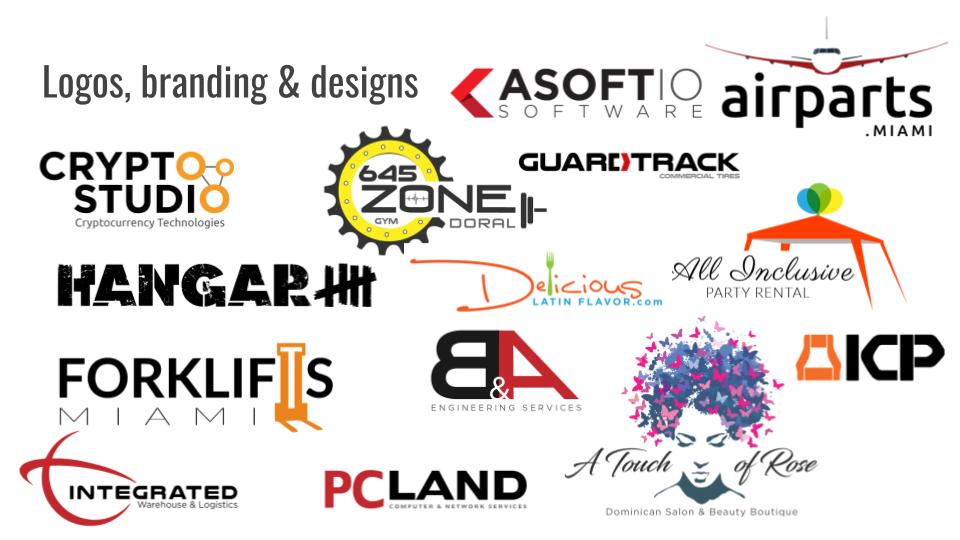 Logos, branding & designs
ASOFTIO
SOFTWARE
airparts
.MIAMI
CRYPTO
STUDIO
Cryptocurrency Technologies
645
ZONE
GYM
DORAL
GUARDTRACK
COMMERCIAL TIRES
HANGAR
Delicious
LATIN FLAVOR.com
All Inclusive
PARTY RENTAL
FORKLIFTS
MIAMI
B&A
ENGINEERING SERVICES
ICP
A Touch of Rose
Dominican Salon & Beauty Boutique
INTEGRATED
Warehouse & Logistics
PCLAND
COMPUTER & NETWORK SERVICES